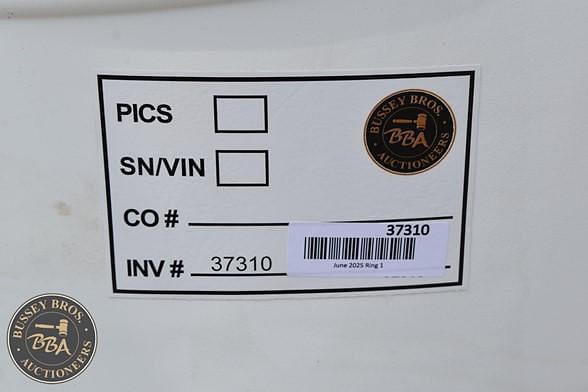 PICS
BUSSEY BROS.
BBA
AUCTIONEERS
SN/VIN
CO #
37310
June 2025 Ring 1
INV # 37310
BUSSEY BROS.
BBA
AUCTIONEERS